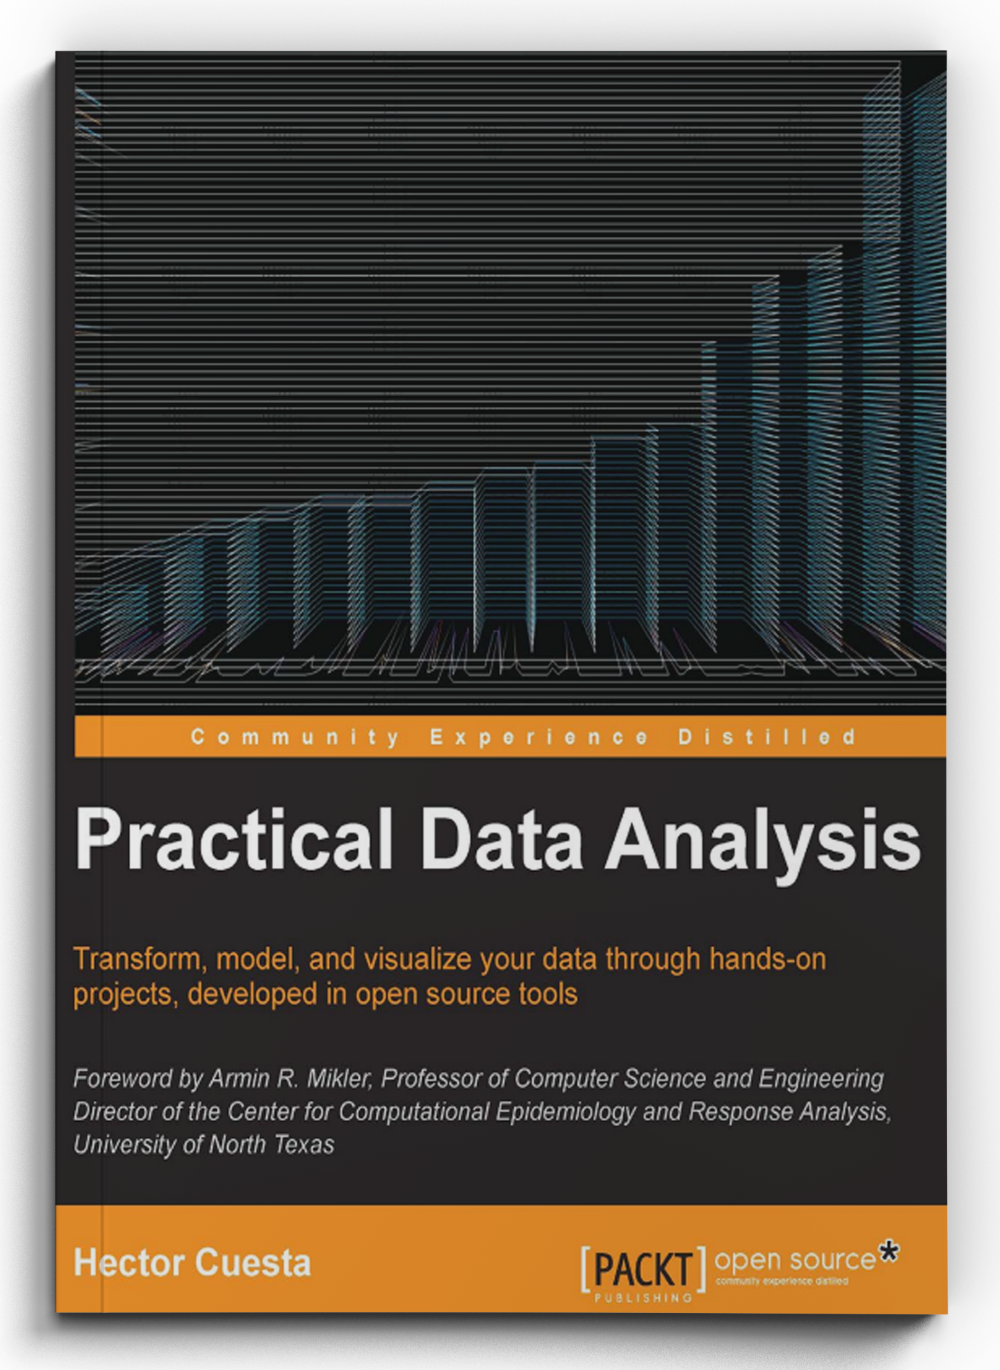 Community Experience Distilled
Practical Data Analysis
Transform, model, and visualize your data through hands-on
projects, developed in open source tools
Foreword by Armin R. Mikler, Professor of Computer Science and Engineering
Director of the Center for Computational Epidemiology and Response Analysis,
University of North Texas
Hector Cuesta
[PACKT]
PUBLISHING
open source*
community experience distilled